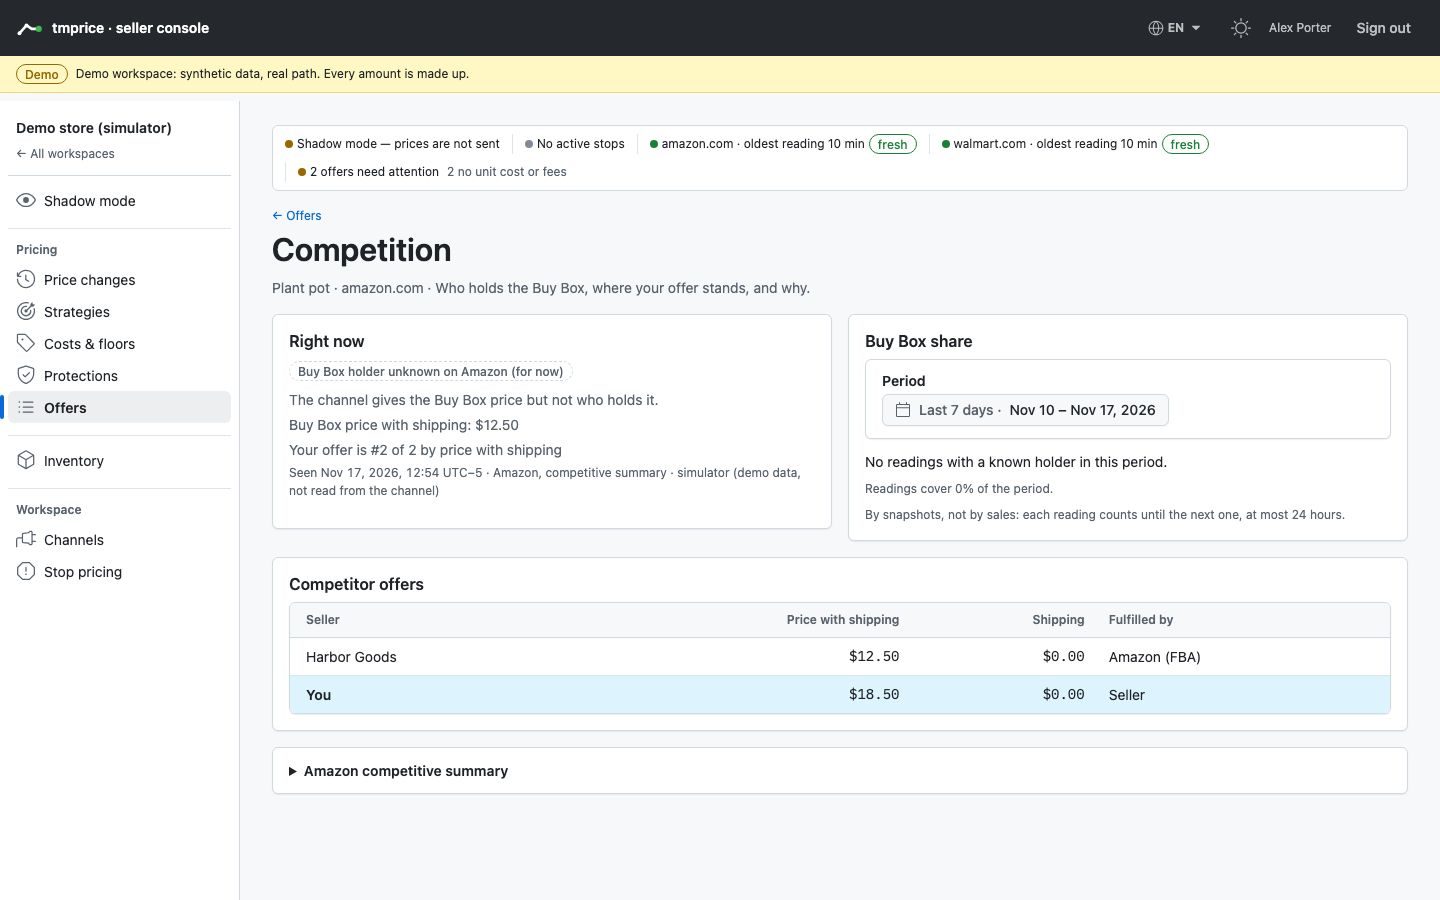 tmprice · seller console
EN
Alex Porter
Sign out
Demo
Demo workspace: synthetic data, real path. Every amount is made up.
Demo store (simulator)
← All workspaces
Shadow mode
Pricing
Price changes
Strategies
Costs & floors
Protections
Offers
Inventory
Workspace
Channels
Stop pricing
Shadow mode — prices are not sent
No active stops
amazon.com · oldest reading 10 min fresh
walmart.com · oldest reading 10 min fresh
2 offers need attention 2 no unit cost or fees
← Offers
Competition
Plant pot · amazon.com · Who holds the Buy Box, where your offer stands, and why.
Right now
Buy Box holder unknown on Amazon (for now)
The channel gives the Buy Box price but not who holds it.
Buy Box price with shipping: $12.50
Your offer is #2 of 2 by price with shipping
Seen Nov 17, 2026, 12:54 UTC−5 · Amazon, competitive summary · simulator (demo data,
not read from the channel)
Buy Box share
Period
Last 7 days · Nov 10 – Nov 17, 2026
No readings with a known holder in this period.
Readings cover 0% of the period.
By snapshots, not by sales: each reading counts until the next one, at most 24 hours.
Competitor offers
Seller Price with shipping Shipping Fulfilled by
Harbor Goods $12.50 $0.00 Amazon (FBA)
You $18.50 $0.00 Seller
Amazon competitive summary